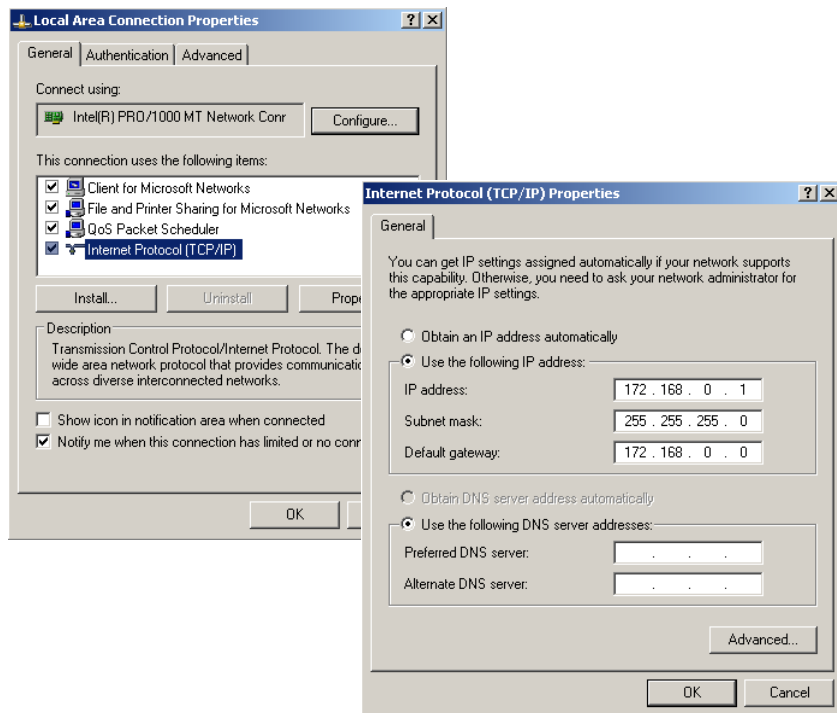 Local Area Connection Properties
General Authentication Advanced
Connect using:
Intel(R) PRO/1000 MT Network Conr
Configure...
This connection uses the following items:
Client for Microsoft Networks
File and Printer Sharing for Microsoft Networks
QoS Packet Scheduler
Internet Protocol (TCP/IP)
Install... Uninstall Prope
Description
Transmission Control Protocol/Internet Protocol. The d
wide area network protocol that provides communicatio
across diverse interconnected networks.
Show icon in notification area when connected
Notify me when this connection has limited or no conn
OK
Internet Protocol (TCP/IP) Properties
General
You can get IP settings assigned automatically if your network supports
this capability. Otherwise, you need to ask your network administrator for
the appropriate IP settings.
Obtain an IP address automatically
Use the following IP address:
IP address: 172 . 168 . 0 . 1
Subnet mask: 255 . 255 . 255 . 0
Default gateway: 172 . 168 . 0 . 0
Obtain DNS server address automatically
Use the following DNS server addresses:
Preferred DNS server: . . .
Alternate DNS server: . . .
Advanced...
OK Cancel